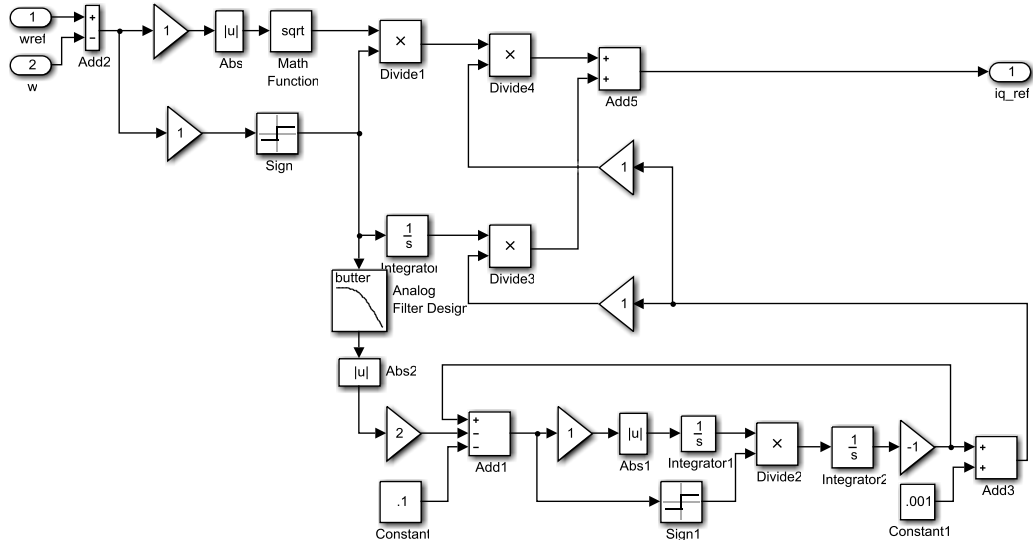 1
wref
+
−
Add2
2
w
1
|u|
Abs
sqrt
Math
Function
×
Divide1
×
Divide4
+
+
Add5
1
iq_ref
1
Sign
1
1
s
Integrator
×
Divide3
butter
Analog
Filter Design
1
|u|
Abs2
2
+
−
−
Add1
1
|u|
Abs1
1
s
Integrator1
×
Divide2
1
s
Integrator2
-1
+
+
Add3
.1
Constant
Sign1
.001
Constant1